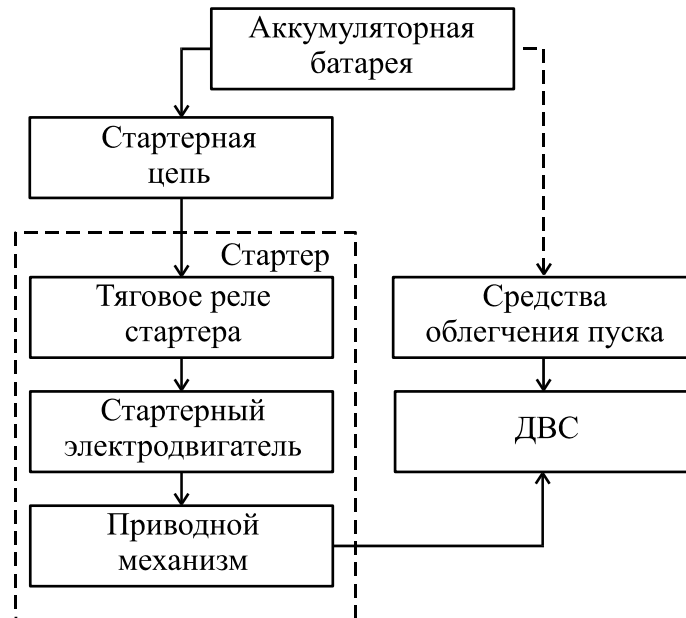 Аккумуляторная
батарея
Стартерная
цепь
Стартер
Тяговое реле
стартера
Средства
облегчения пуска
Стартерный
электродвигатель
ДВС
Приводной
механизм